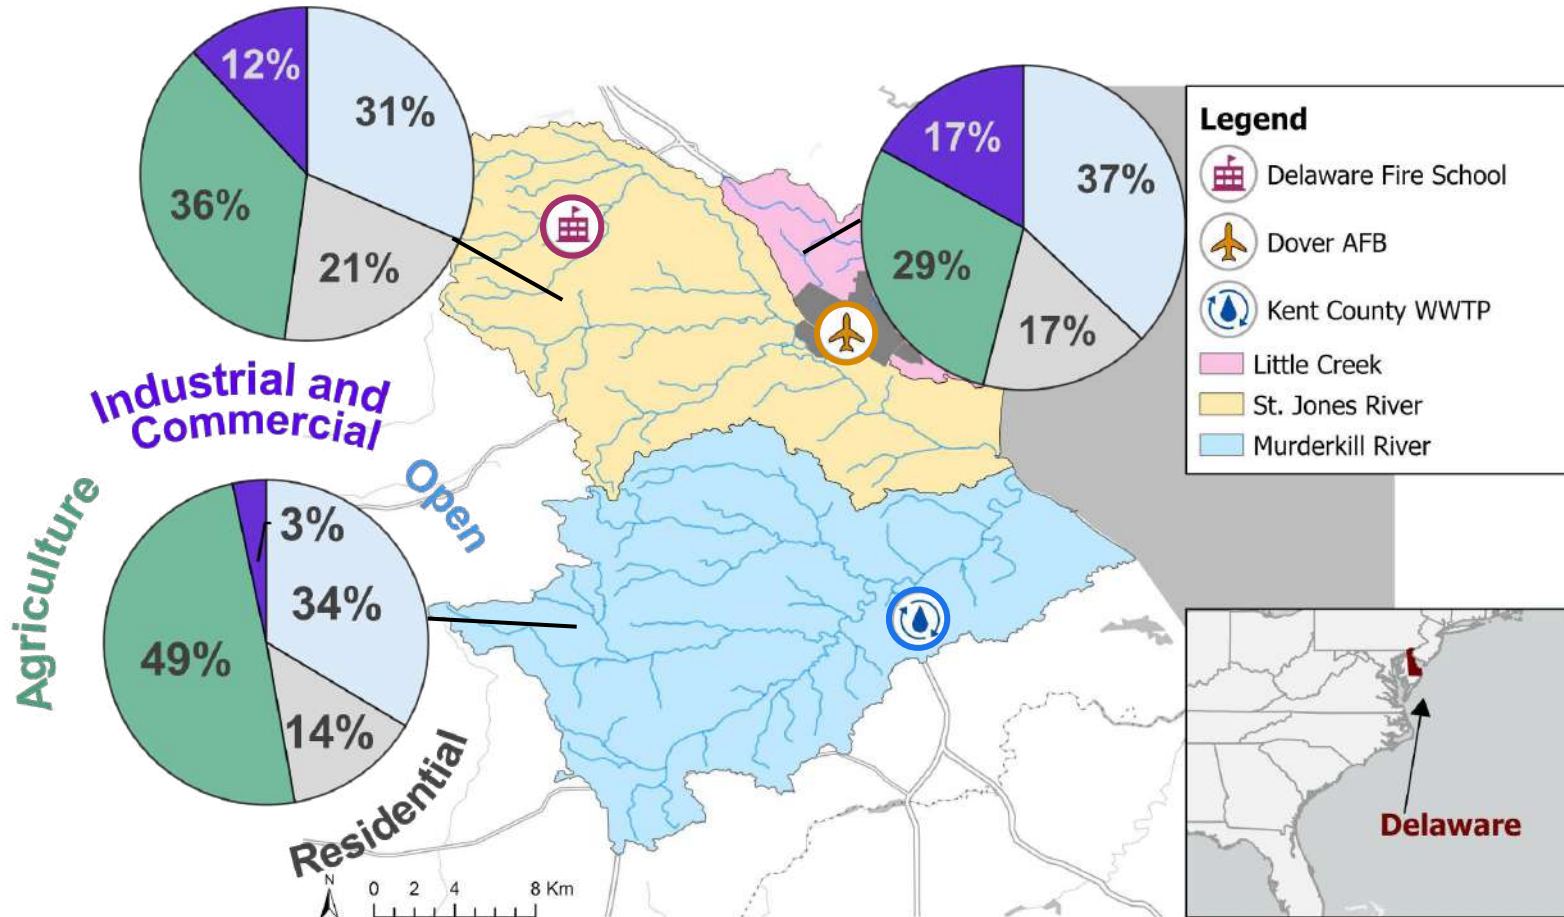 12%
31%
36%
21%
17%
37%
29%
17%
Legend
Delaware Fire School
Dover AFB
Kent County WWTP
Little Creek
St. Jones River
Murderkill River
Industrial and
Commercial
Open
Agriculture
3%
34%
49%
14%
Residential
N
0 2 4 8 Km
Delaware